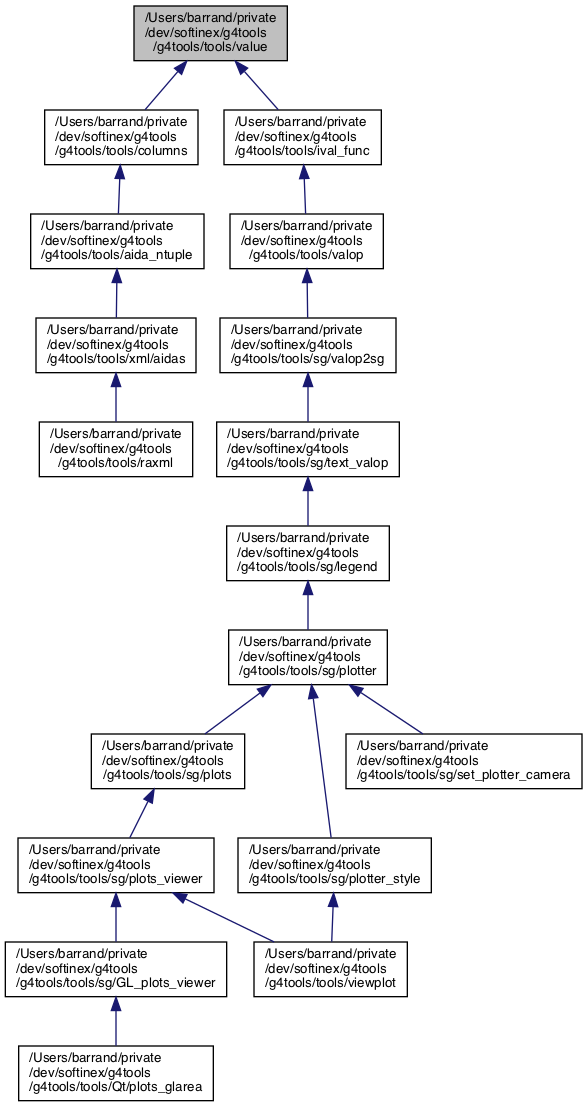 /Users/barrand/private
/dev/softinex/g4tools
/g4tools/tools/value
/Users/barrand/private
/dev/softinex/g4tools
/g4tools/tools/columns
/Users/barrand/private
/dev/softinex/g4tools
/g4tools/tools/ival_func
/Users/barrand/private
/dev/softinex/g4tools
/g4tools/tools/aida_ntuple
/Users/barrand/private
/dev/softinex/g4tools
/g4tools/tools/valop
/Users/barrand/private
/dev/softinex/g4tools
/g4tools/tools/xml/aidas
/Users/barrand/private
/dev/softinex/g4tools
/g4tools/tools/sg/valop2sg
/Users/barrand/private
/dev/softinex/g4tools
/g4tools/tools/raxml
/Users/barrand/private
/dev/softinex/g4tools
/g4tools/tools/sg/text_valop
/Users/barrand/private
/dev/softinex/g4tools
/g4tools/tools/sg/legend
/Users/barrand/private
/dev/softinex/g4tools
/g4tools/tools/sg/plotter
/Users/barrand/private
/dev/softinex/g4tools
/g4tools/tools/sg/plots
/Users/barrand/private
/dev/softinex/g4tools
/g4tools/tools/sg/set_plotter_camera
/Users/barrand/private
/dev/softinex/g4tools
/g4tools/tools/sg/plots_viewer
/Users/barrand/private
/dev/softinex/g4tools
/g4tools/tools/sg/plotter_style
/Users/barrand/private
/dev/softinex/g4tools
/g4tools/tools/sg/GL_plots_viewer
/Users/barrand/private
/dev/softinex/g4tools
/g4tools/tools/viewplot
/Users/barrand/private
/dev/softinex/g4tools
/g4tools/tools/Qt/plots_glarea